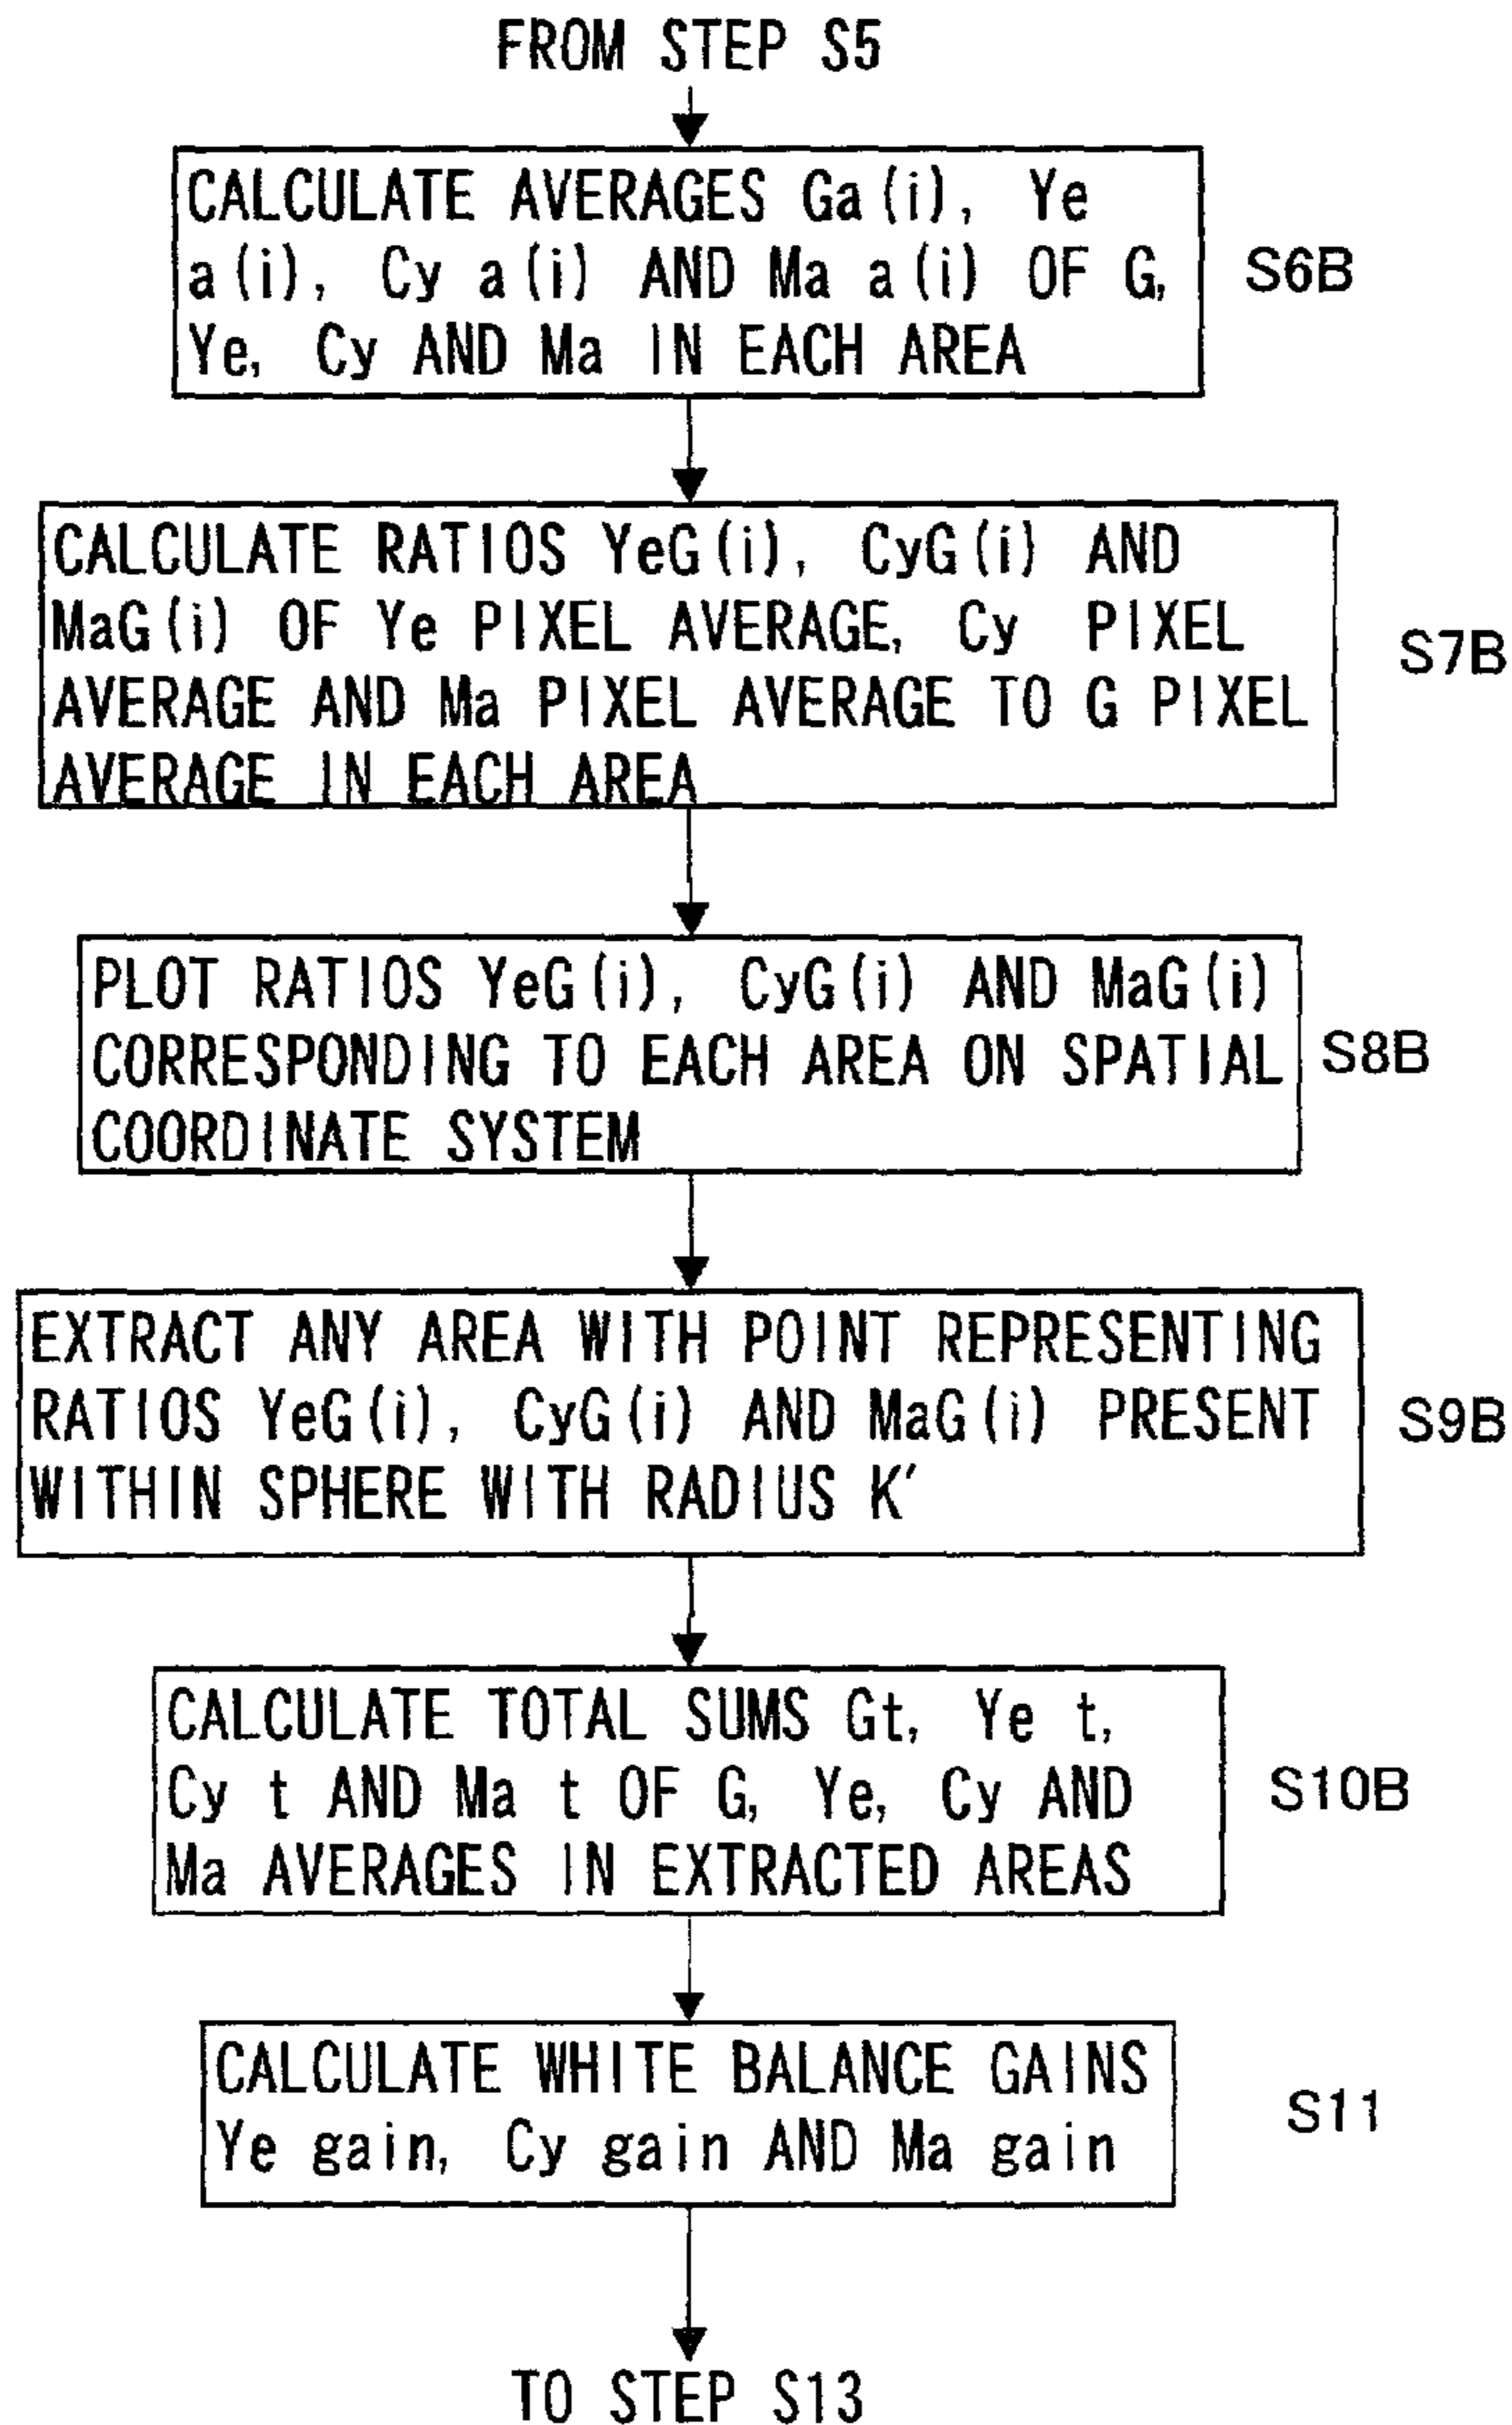 FROM STEP S5
CALCULATE AVERAGES Ga(i), Ye
a(i), Cy a(i) AND Ma a(i) OF G,
Ye, Cy AND Ma IN EACH AREA
S6B
CALCULATE RATIOS YeG(i), CyG(i) AND
MaG(i) OF Ye PIXEL AVERAGE, Cy PIXEL
AVERAGE AND Ma PIXEL AVERAGE TO G PIXEL
AVERAGE IN EACH AREA
S7B
PLOT RATIOS YeG(i), CyG(i) AND MaG(i)
CORRESPONDING TO EACH AREA ON SPATIAL
COORDINATE SYSTEM
S8B
EXTRACT ANY AREA WITH POINT REPRESENTING
RATIOS YeG(i), CyG(i) AND MaG(i) PRESENT
WITHIN SPHERE WITH RADIUS K′
S9B
CALCULATE TOTAL SUMS Gt, Ye t,
Cy t AND Ma t OF G, Ye, Cy AND
Ma AVERAGES IN EXTRACTED AREAS
S10B
CALCULATE WHITE BALANCE GAINS
Ye gain, Cy gain AND Ma gain
S11
TO STEP S13